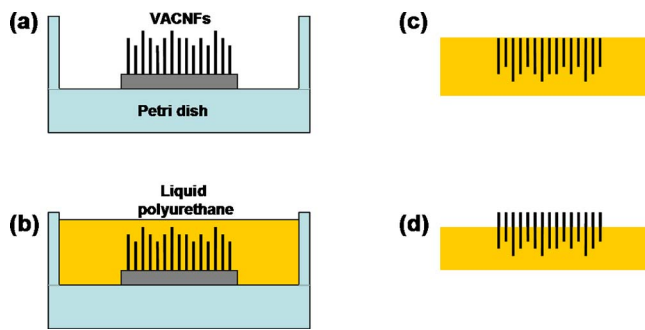 (a)
VACNFs
Petri dish
(b)
Liquid
polyurethane
(c)
(d)